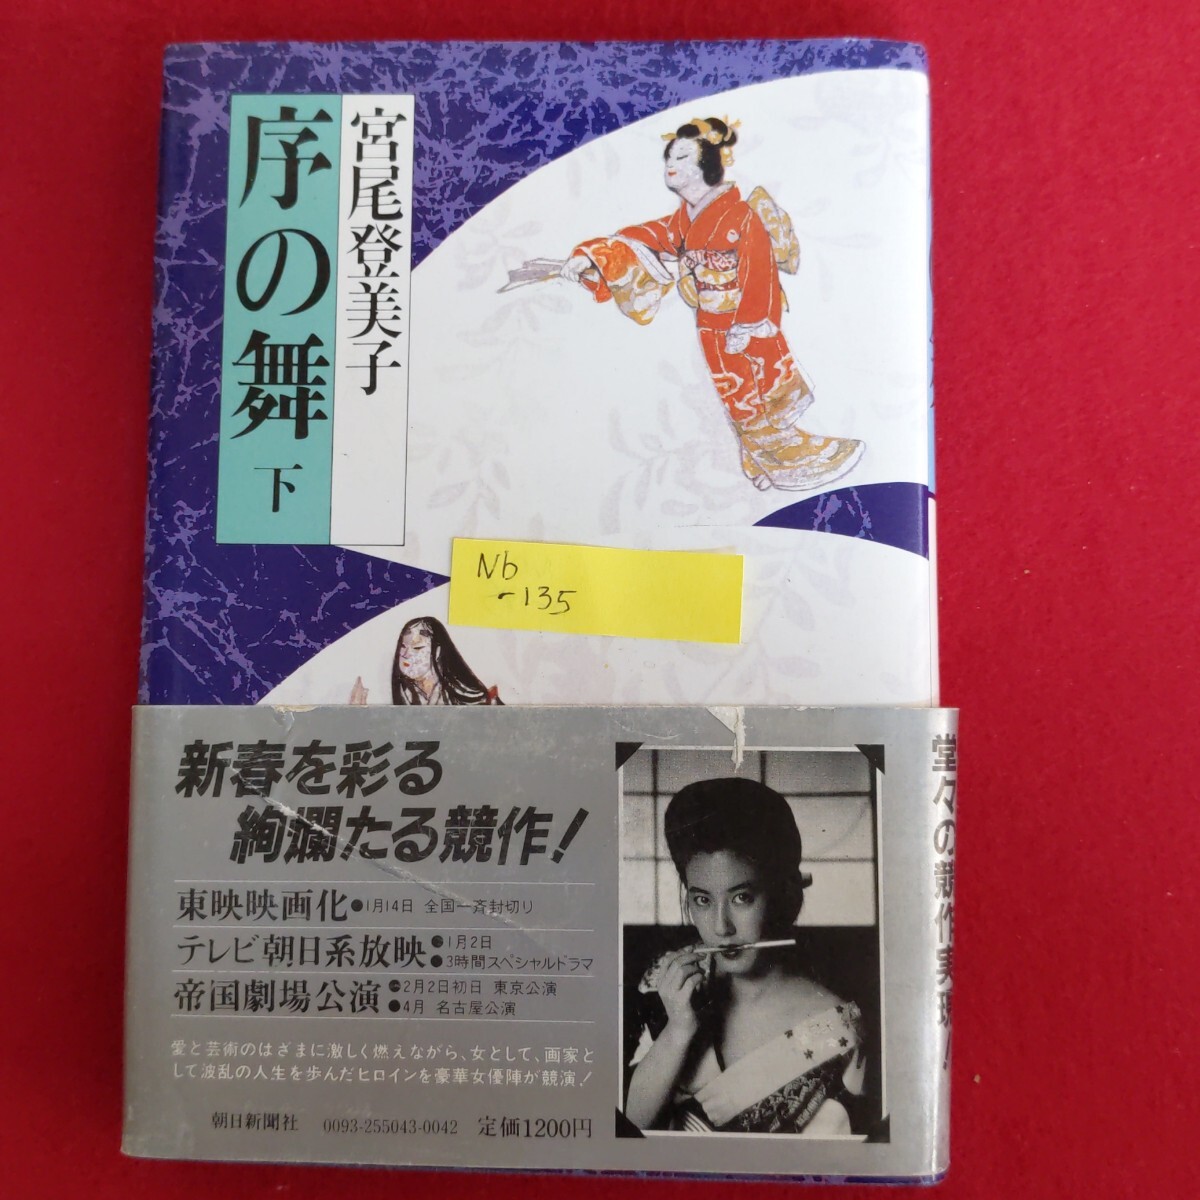 宮尾登美子
序の舞 下
Nb
-135
新春を彩る
絢爛たる競作!
東映映画化●1月14日 全国一斉封切り
テレビ朝日系放映●1月2日
●3時間スペシャルドラマ
帝国劇場公演●2月2日初日 東京公演
●4月 名古屋公演
愛と芸術のはざまに激しく燃えながら、女として、画家と
して波乱の人生を歩んだヒロインを豪華女優陣が競演!
朝日新聞社 0093-255043-0042 定価1200円
堂々の競作実現!